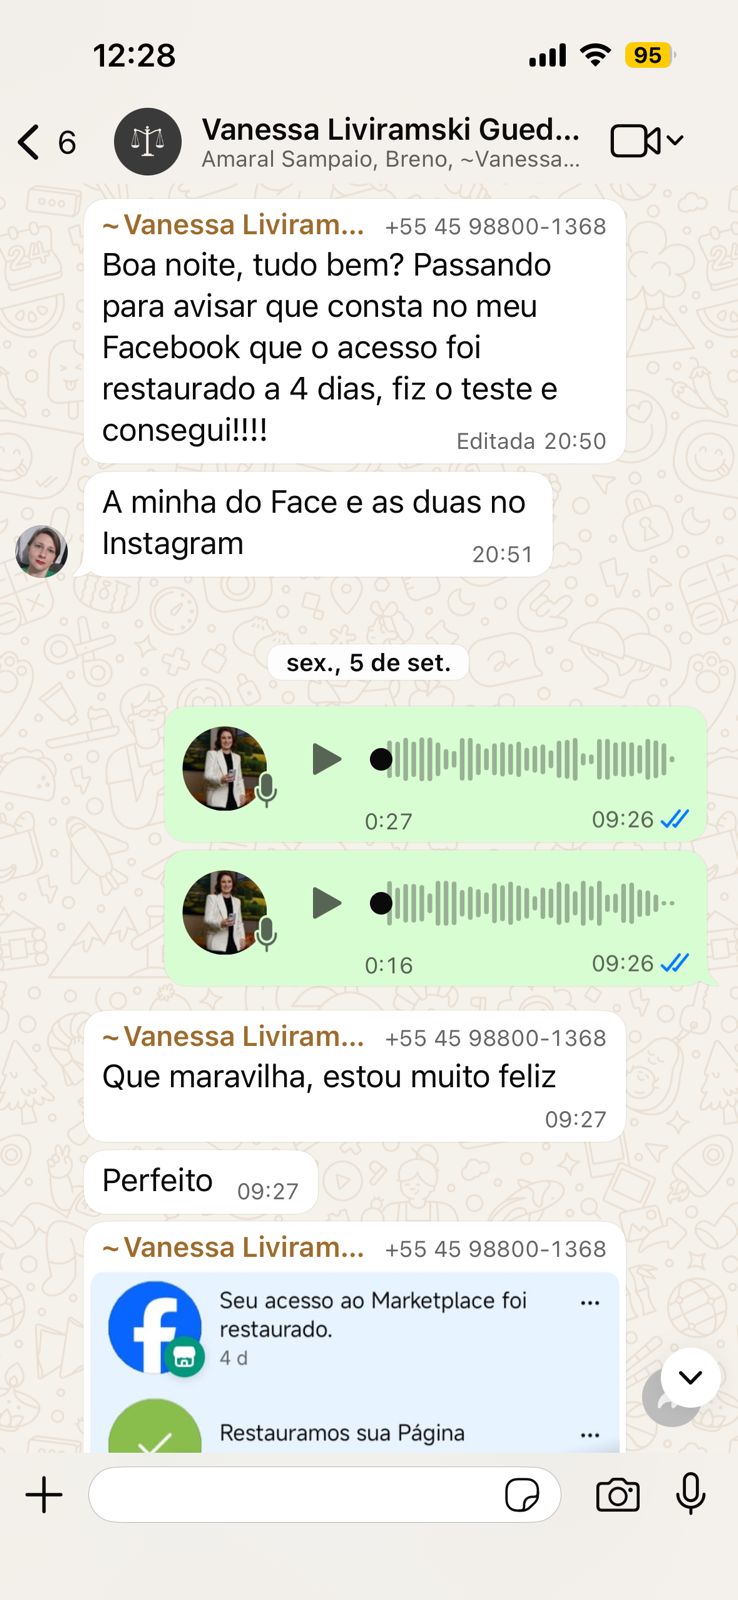 12:28
95
6
Vanessa Liviramski Gued...
Amaral Sampaio, Breno, ~Vanessa...
~Vanessa Liviram... +55 45 98800-1368
Boa noite, tudo bem? Passando
para avisar que consta no meu
Facebook que o acesso foi
restaurado a 4 dias, fiz o teste e
consegui!!!!
Editada 20:50
A minha do Face e as duas no
Instagram
20:51
sex., 5 de set.
0:27
09:26
0:16
09:26
~Vanessa Liviram... +55 45 98800-1368
Que maravilha, estou muito feliz
09:27
Perfeito 09:27
~Vanessa Liviram... +55 45 98800-1368
Seu acesso ao Marketplace foi
restaurado.
4 d
Restauramos sua Página